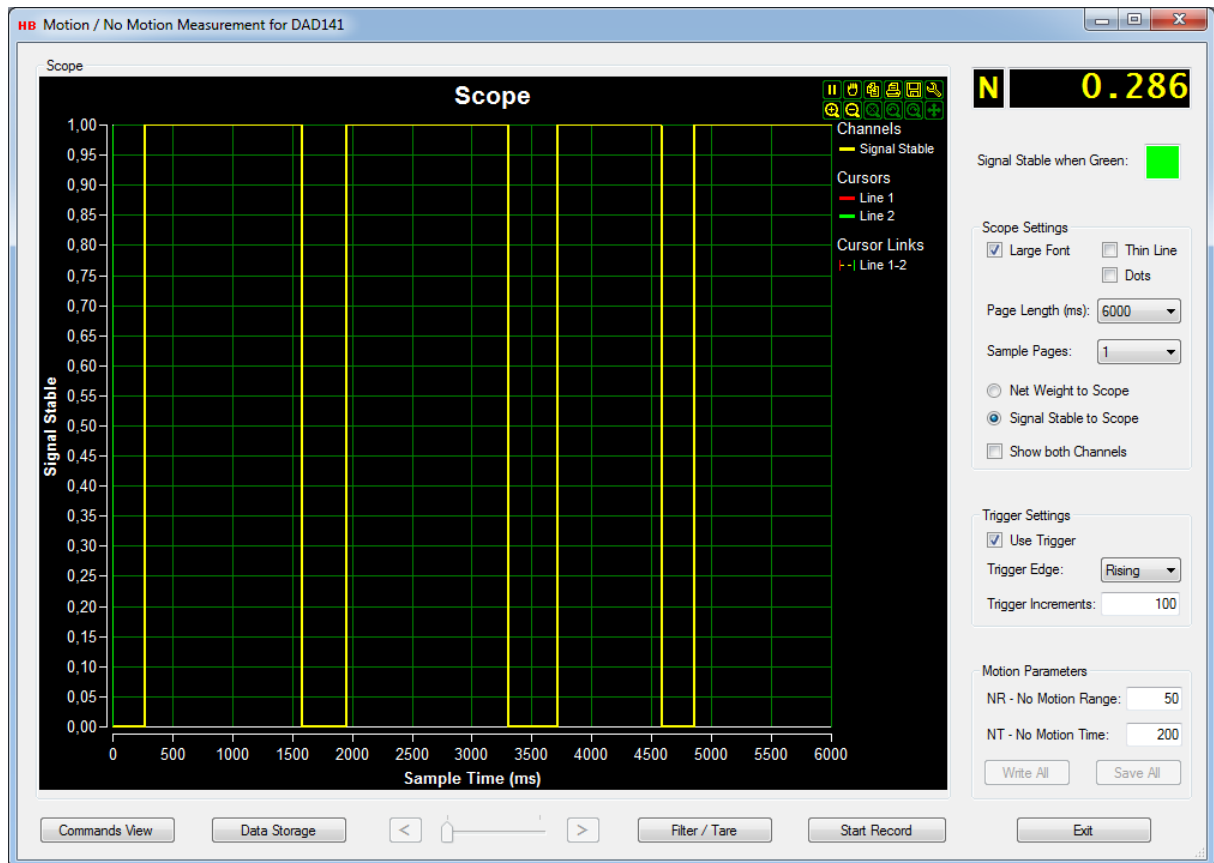 HB Motion / No Motion Measurement for DAD141
Scope
Scope
Channels
Signal Stable
Cursors
Line 1
Line 2
Cursor Links
Line 1-2
Signal Stable
1,00
0,95
0,90
0,85
0,80
0,75
0,70
0,65
0,60
0,55
0,50
0,45
0,40
0,35
0,30
0,25
0,20
0,15
0,10
0,05
0,00
0 500 1000 1500 2000 2500 3000 3500 4000 4500 5000 5500 6000
Sample Time (ms)
N 0.286
Signal Stable when Green:
Scope Settings
Large Font Thin Line
Dots
Page Length (ms): 6000
Sample Pages: 1
Net Weight to Scope
Signal Stable to Scope
Show both Channels
Trigger Settings
Use Trigger
Trigger Edge: Rising
Trigger Increments: 100
Motion Parameters
NR - No Motion Range: 50
NT - No Motion Time: 200
Write All Save All
Commands View Data Storage < > Filter / Tare Start Record Exit